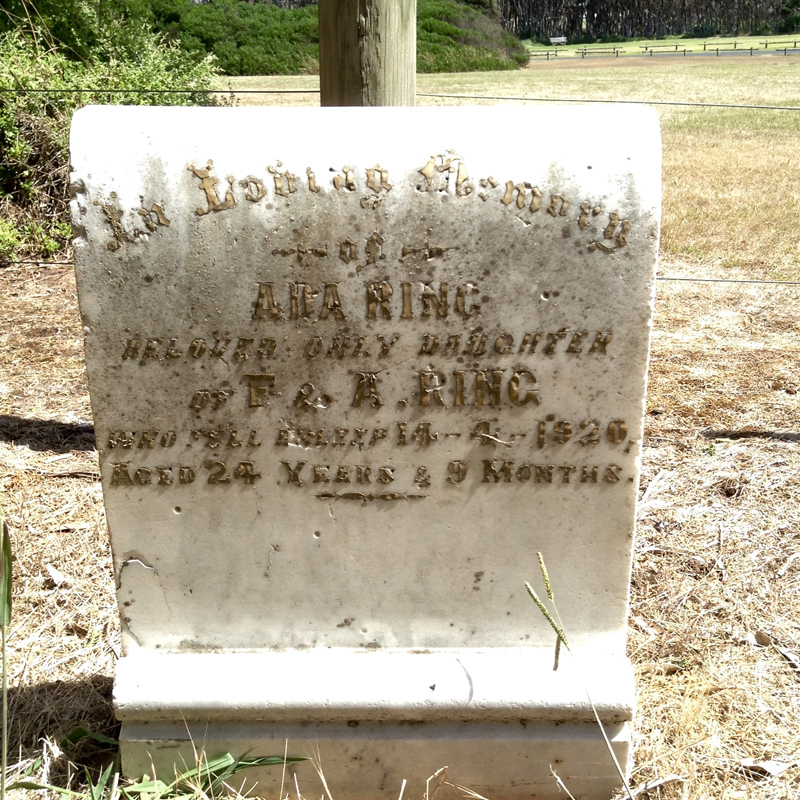 In Loving Memory
of
ADA RING
BELOVED ONLY DAUGHTER
OF F & A. RING
WHO FELL ASLEEP 14-4-1920,
AGED 24 YEARS & 9 MONTHS.